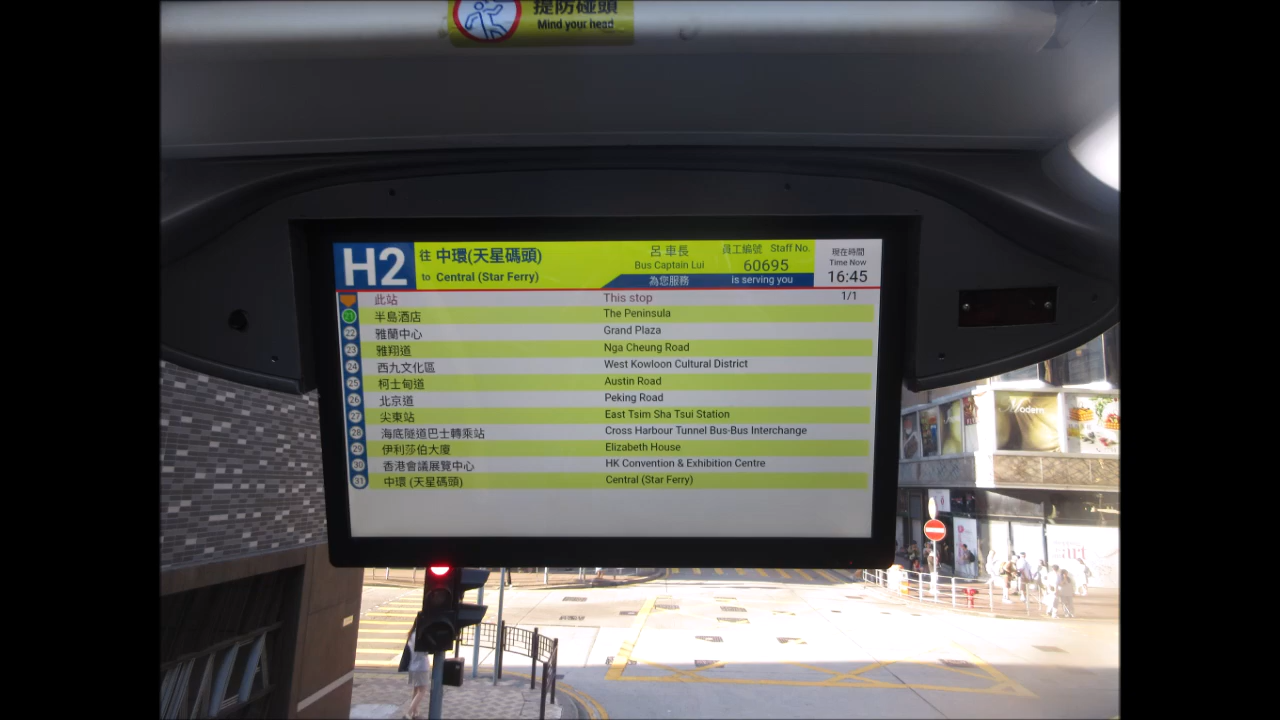 提防碰頭
Mind your head
H2
往 中環(天星碼頭)
to Central (Star Ferry)
呂 車長
Bus Captain Lui
員工編號 Staff No.
60695
為您服務 is serving you
現在時間
Time Now
16:45
此站 This stop 1/1
21 半島酒店 The Peninsula
22 雅蘭中心 Grand Plaza
23 雅翔道 Nga Cheung Road
24 西九文化區 West Kowloon Cultural District
25 柯士甸道 Austin Road
26 北京道 Peking Road
27 尖東站 East Tsim Sha Tsui Station
28 海底隧道巴士轉乘站 Cross Harbour Tunnel Bus-Bus Interchange
29 伊利莎伯大廈 Elizabeth House
30 香港會議展覽中心 HK Convention & Exhibition Centre
31 中環 (天星碼頭) Central (Star Ferry)
Modern